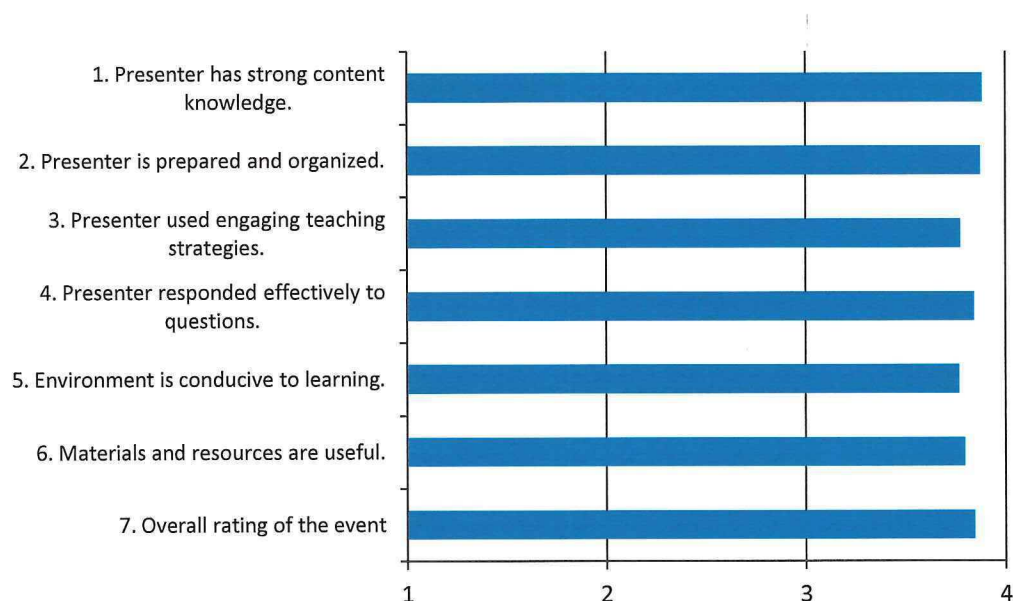 1. Presenter has strong content
knowledge.
2. Presenter is prepared and organized.
3. Presenter used engaging teaching
strategies.
4. Presenter responded effectively to
questions.
5. Environment is conducive to learning.
6. Materials and resources are useful.
7. Overall rating of the event
1 2 3 4